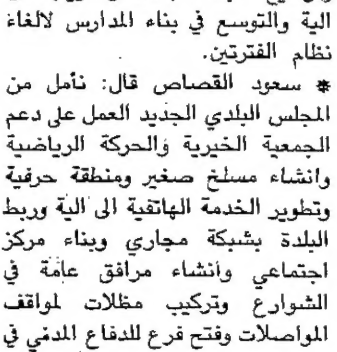 الية والتوسع في بناء المدارس لالغاء
نظام الفترتين.
* سعود القصاص قال: نأمل من
المجلس البلدي الجديد العمل على دعم
الجمعية الخيرية والحركة الرياضية
وانشاء مسلخ صغير ومنطقة حرفية
وتطوير الخدمة الهاتفية الى الية وربط
البلدة بشبكة مجاري وبناء مركز
اجتماعي وانشاء مرافق عامة في
الشوارع وتركيب مظلات لمواقف
المواصلات وفتح فرع للدفاع المدني في